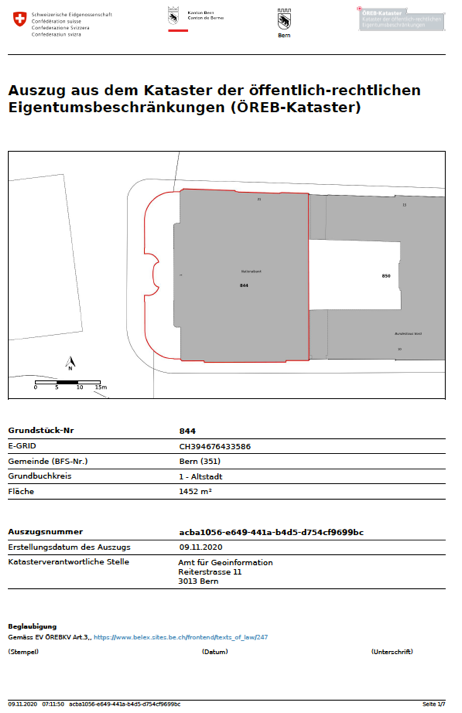 Schweizerische Eidgenossenschaft
Confédération suisse
Confederazione Svizzera
Confederaziun svizra
Kanton Bern
Canton de Berne
Bern
ÖREB-Kataster
Kataster der öffentlich-rechtlichen
Eigentumsbeschränkungen
Auszug aus dem Kataster der öffentlich-rechtlichen
Eigentumsbeschränkungen (ÖREB-Kataster)
844
850
N
0 5 10 15m
Grundstück-Nr 844
E-GRID CH394676433586
Gemeinde (BFS-Nr.) Bern (351)
Grundbuchkreis 1 - Altstadt
Fläche 1452 m²
Auszugsnummer acba1056-e649-441a-b4d5-d754cf9699bc
Erstellungsdatum des Auszugs 09.11.2020
Katasterverantwortliche Stelle Amt für Geoinformation
Reiterstrasse 11
3013 Bern
Beglaubigung
Gemäss EV ÖREBKV Art.3,, https://www.belex.sites.be.ch/frontend/texts_of_law/247
(Stempel) (Datum) (Unterschrift)
09.11.2020 07:11:50 acba1056-e649-441a-b4d5-d754cf9699bc Seite 1/7